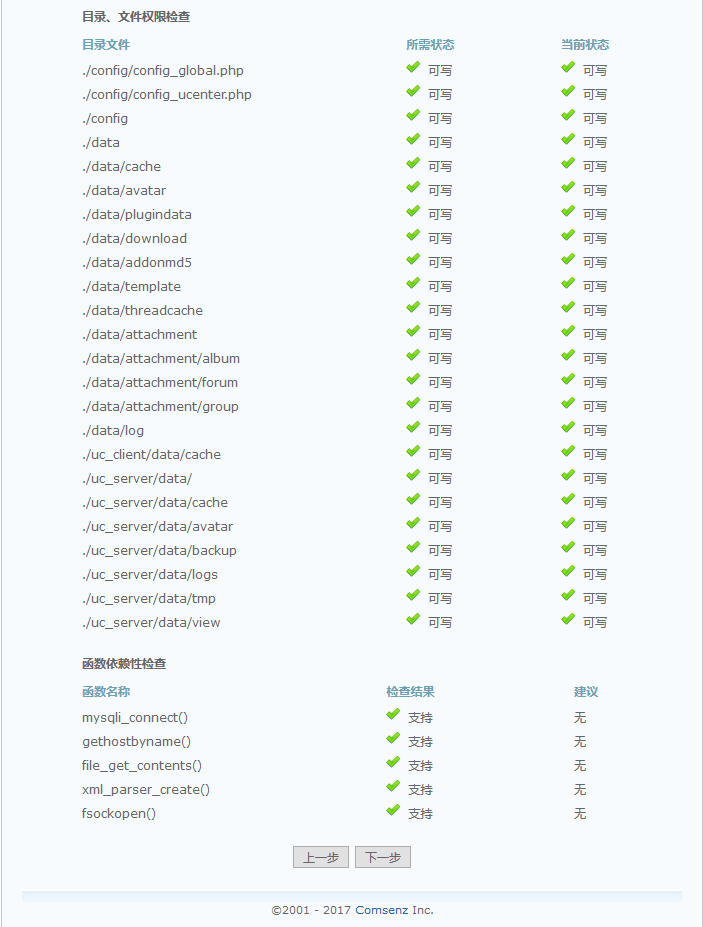 目录、文件权限检查
目录文件 所需状态 当前状态
./config/config_global.php 可写 可写
./config/config_ucenter.php 可写 可写
./config 可写 可写
./data 可写 可写
./data/cache 可写 可写
./data/avatar 可写 可写
./data/plugindata 可写 可写
./data/download 可写 可写
./data/addonmd5 可写 可写
./data/template 可写 可写
./data/threadcache 可写 可写
./data/attachment 可写 可写
./data/attachment/album 可写 可写
./data/attachment/forum 可写 可写
./data/attachment/group 可写 可写
./data/log 可写 可写
./uc_client/data/cache 可写 可写
./uc_server/data/ 可写 可写
./uc_server/data/cache 可写 可写
./uc_server/data/avatar 可写 可写
./uc_server/data/backup 可写 可写
./uc_server/data/logs 可写 可写
./uc_server/data/tmp 可写 可写
./uc_server/data/view 可写 可写
函数依赖性检查
函数名称 检查结果 建议
mysqli_connect() 支持 无
gethostbyname() 支持 无
file_get_contents() 支持 无
xml_parser_create() 支持 无
fsockopen() 支持 无
上一步 下一步
©2001 - 2017 Comsenz Inc.